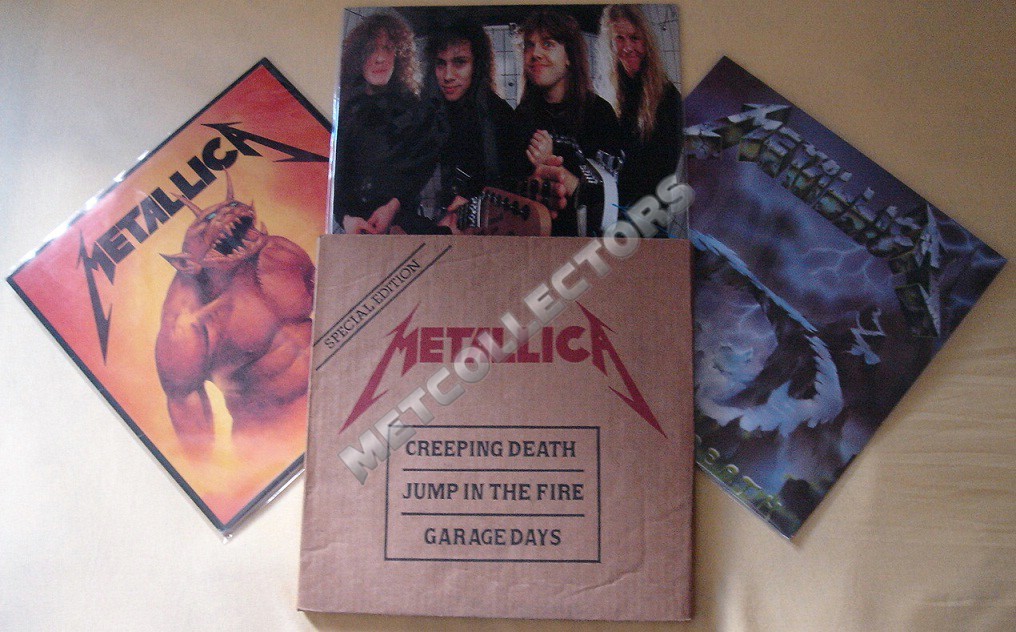 METALLICA
METALLICA
SPECIAL EDITION
METALLICA
CREEPING DEATH
JUMP IN THE FIRE
GARAGE DAYS
METCOLLECTORS